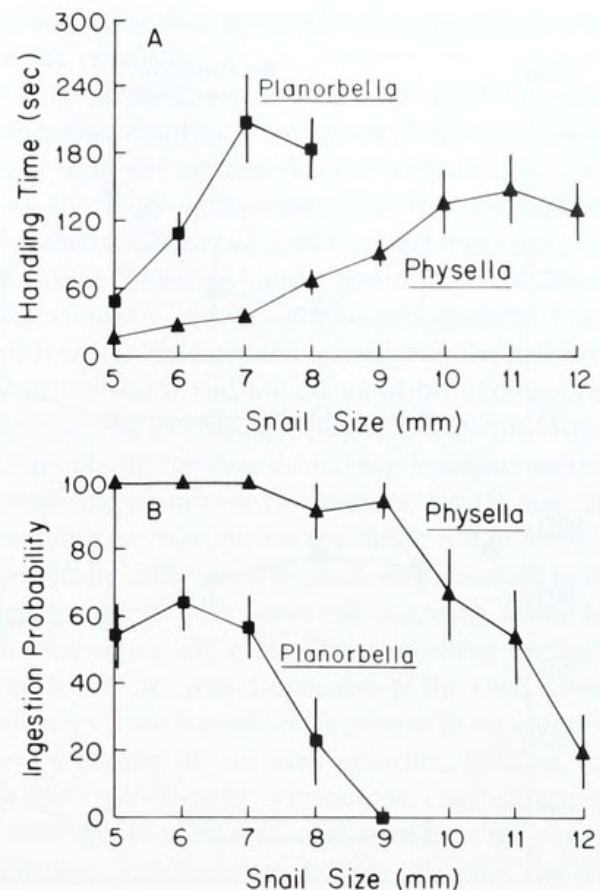 300
A
240
Planorbella
180
120
60
Physella
0
5 6 7 8 9 10 11 12
Handling Time (sec)
Snail Size (mm)
100
B
Physella
80
60
Planorbella
40
20
0
5 6 7 8 9 10 11 12
Ingestion Probability
Snail Size (mm)